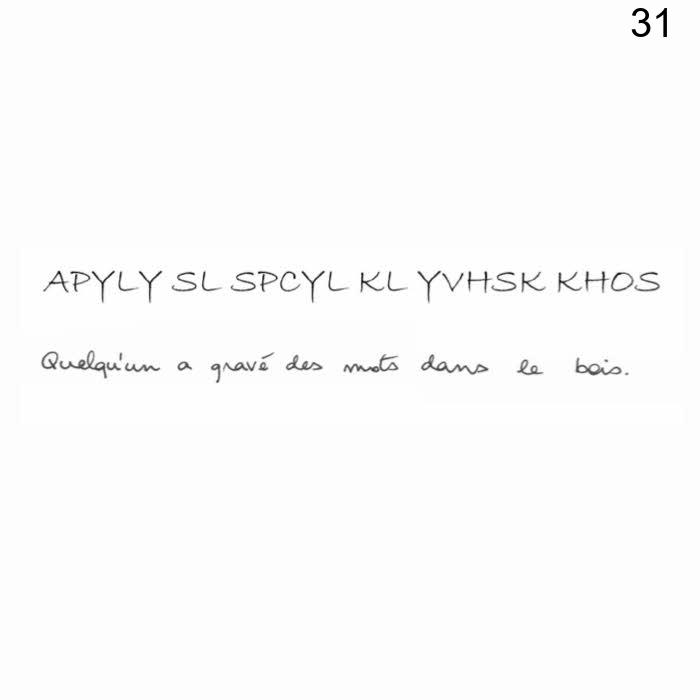 31
APYLY SL SPCYL KL YVHSK KHOS
Quelqu'un a gravé des mots dans le bois.